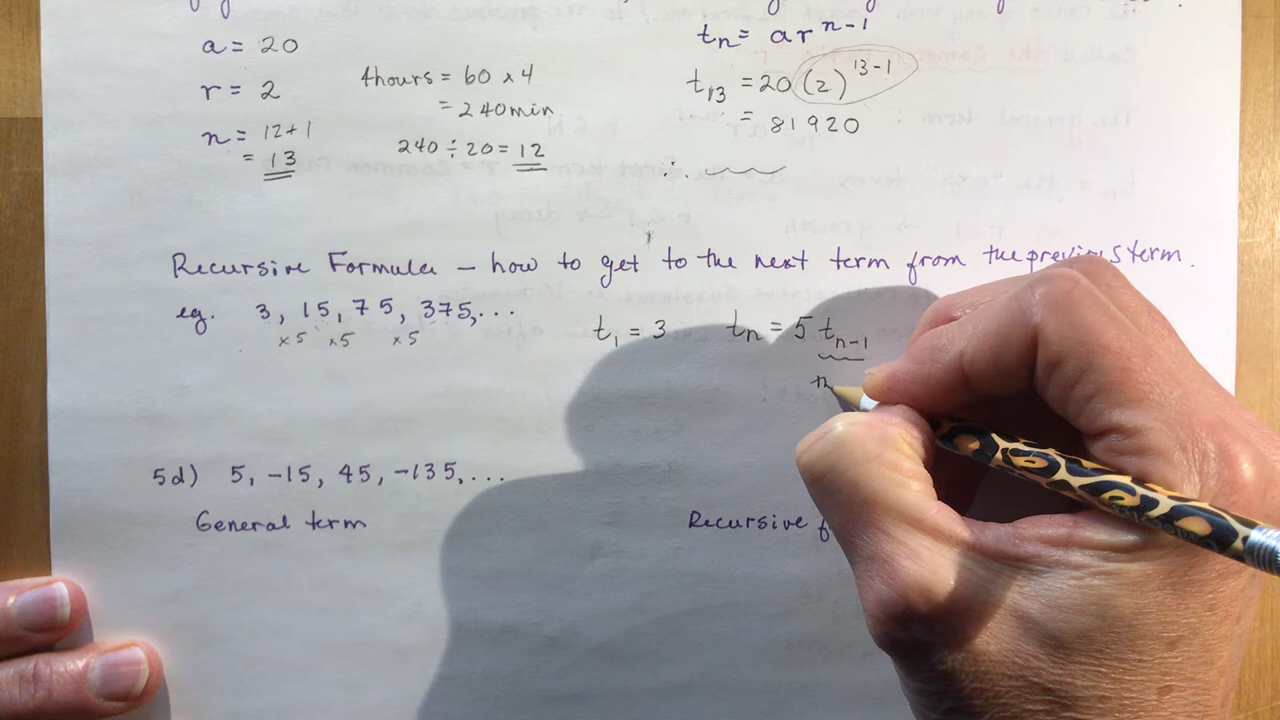 a = 20
r = 2
n = 12+1
= 13
4hours = 60 x 4
= 240min
240 ÷ 20 = 12
tn = ar^n-1
t13 = 20(2)^13-1
= 81920
∴
Recursive Formula – how to get to the next term from the previous term.
eg. 3, 15, 75, 375,...
x5 x5 x5
t1 = 3 tn = 5 tn-1
n
5d) 5, -15, 45, -135,...
General term
Recursive